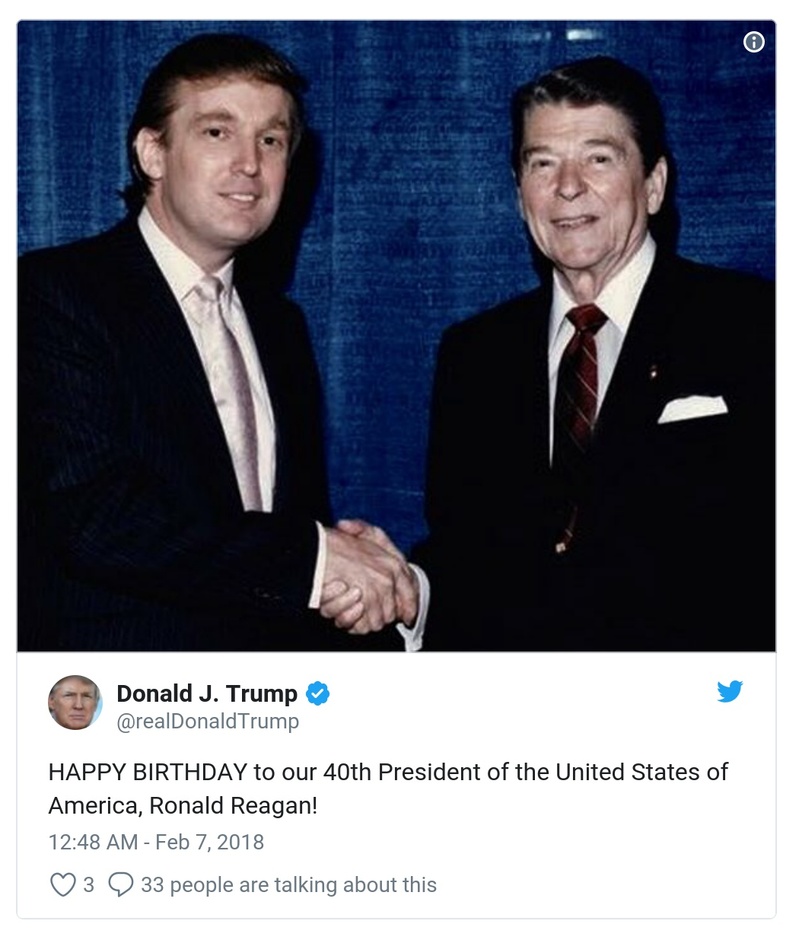 Donald J. Trump
@realDonaldTrump
HAPPY BIRTHDAY to our 40th President of the United States of
America, Ronald Reagan!
12:48 AM - Feb 7, 2018
3 33 people are talking about this